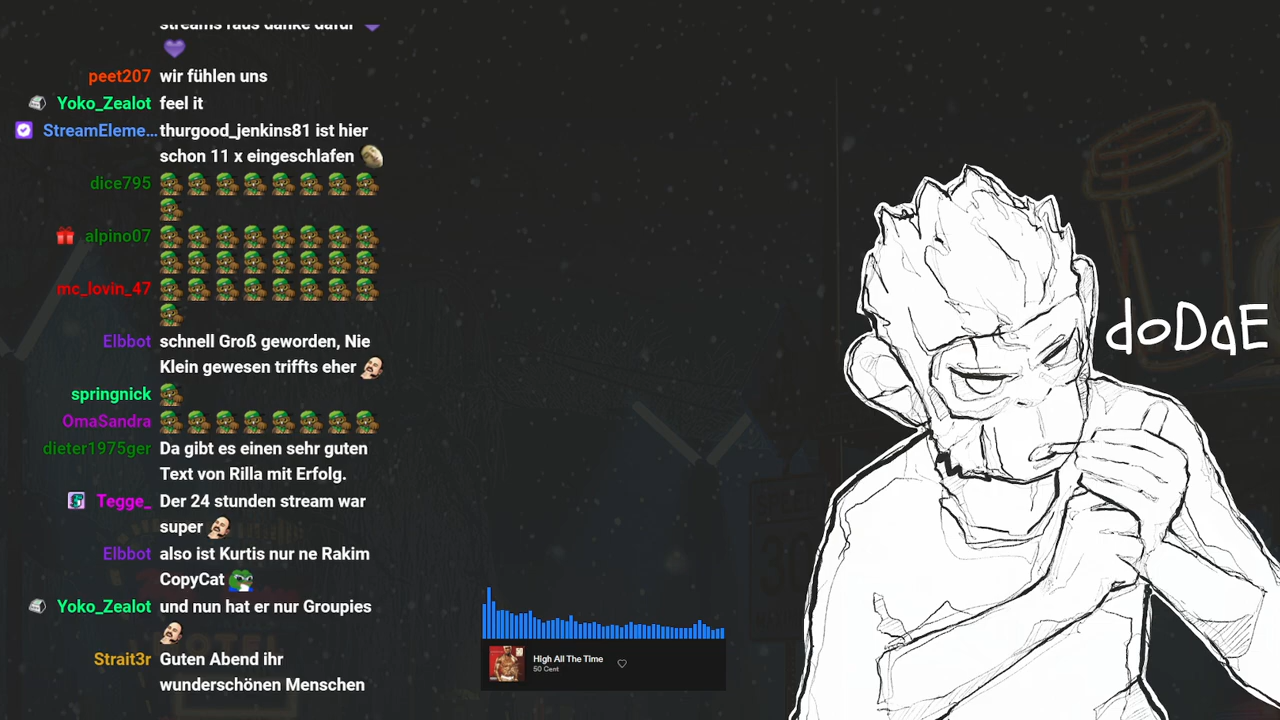 streams raus danke dafür
peet207 wir fühlen uns
Yoko_Zealot feel it
StreamEleme... thurgood_jenkins81 ist hier
schon 11 x eingeschlafen
dice795
alpino07
mc_lovin_47
Elbbot schnell Groß geworden, Nie
Klein gewesen triffts eher
springnick
OmaSandra
dieter1975ger Da gibt es einen sehr guten
Text von Rilla mit Erfolg.
Tegge_ Der 24 stunden stream war
super
Elbbot also ist Kurtis nur ne Rakim
CopyCat
Yoko_Zealot und nun hat er nur Groupies
Strait3r Guten Abend ihr
wunderschönen Menschen
High All The Time
50 Cent
doDaE